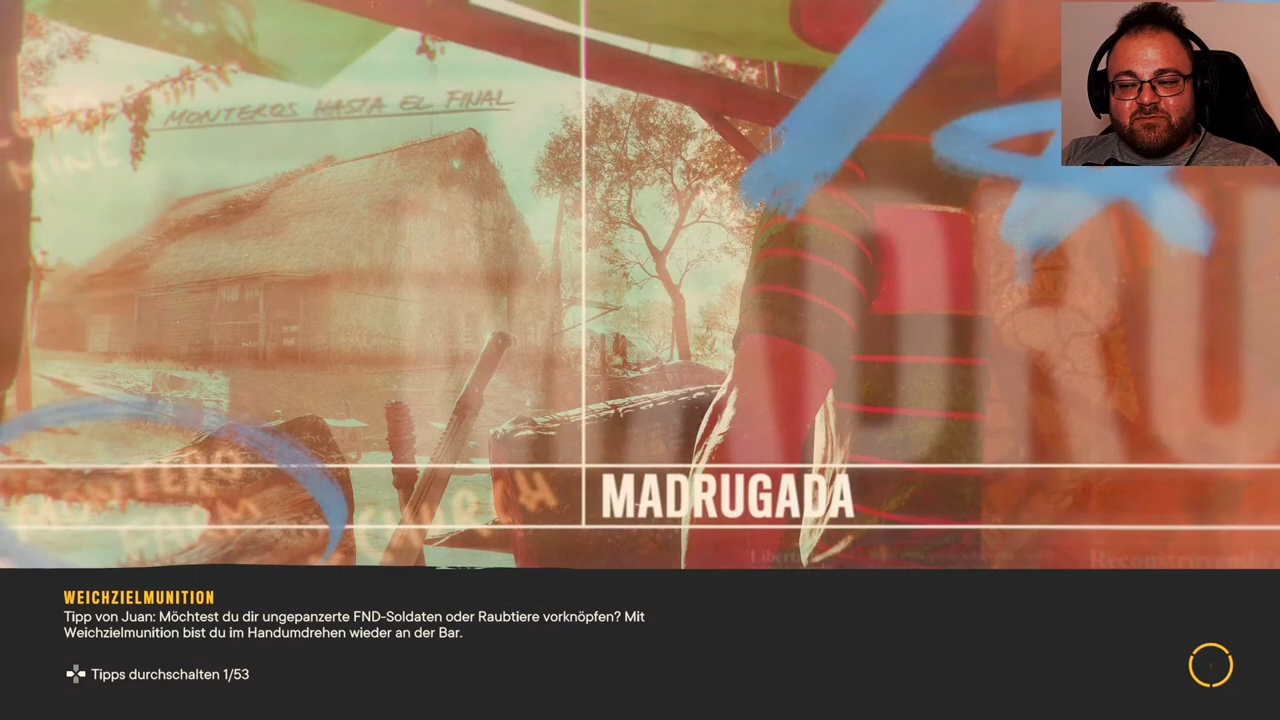 MONTEROS HASTA EL FINAL
MINE
MADRUGADA
WEICHZIELMUNITION
Tipp von Juan: Möchtest du dir ungepanzerte FND-Soldaten oder Raubtiere vorknöpfen? Mit
Weichzielmunition bist du im Handumdrehen wieder an der Bar.
Tipps durchschalten 1/53